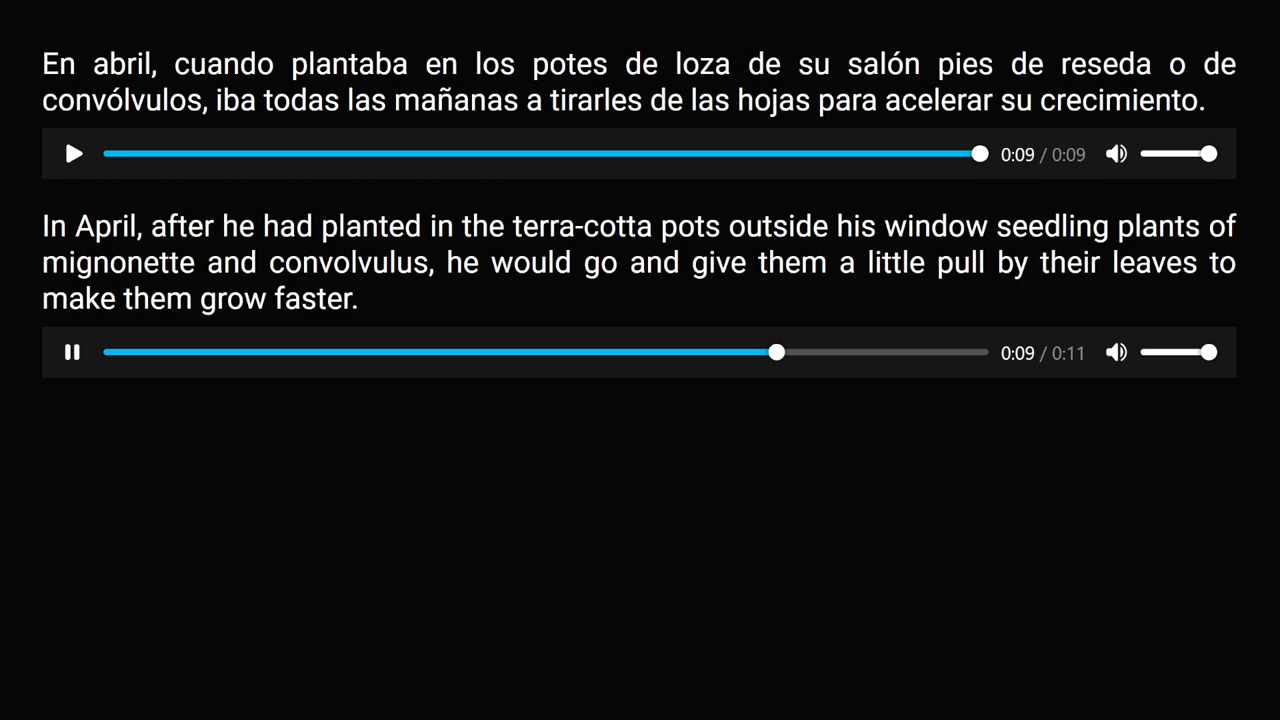 En abril, cuando plantaba en los potes de loza de su salón pies de reseda o de
convólvulos, iba todas las mañanas a tirarles de las hojas para acelerar su crecimiento.
0:09 / 0:09
In April, after he had planted in the terra-cotta pots outside his window seedling plants of
mignonette and convolvulus, he would go and give them a little pull by their leaves to
make them grow faster.
0:09 / 0:11